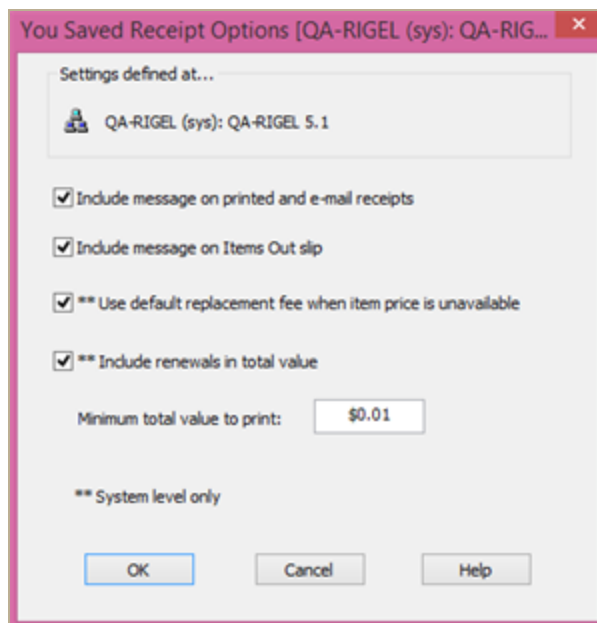 You Saved Receipt Options [QA-RIGEL (sys): QA-RIG...
Settings defined at...
QA-RIGEL (sys): QA-RIGEL 5.1
Include message on printed and e-mail receipts
Include message on Items Out slip
** Use default replacement fee when item price is unavailable
** Include renewals in total value
Minimum total value to print: $0.01
** System level only
OK Cancel Help